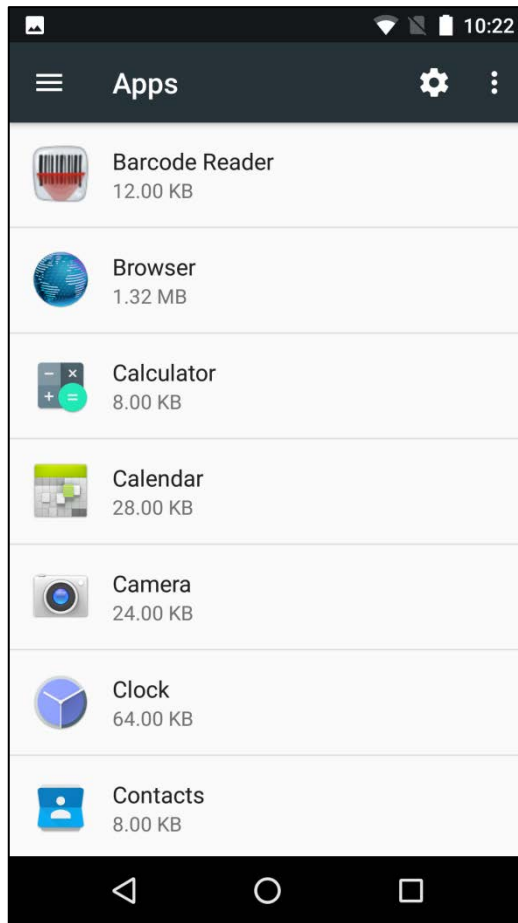 10:22
Apps
Barcode Reader
12.00 KB
Browser
1.32 MB
Calculator
8.00 KB
Calendar
28.00 KB
Camera
24.00 KB
Clock
64.00 KB
Contacts
8.00 KB